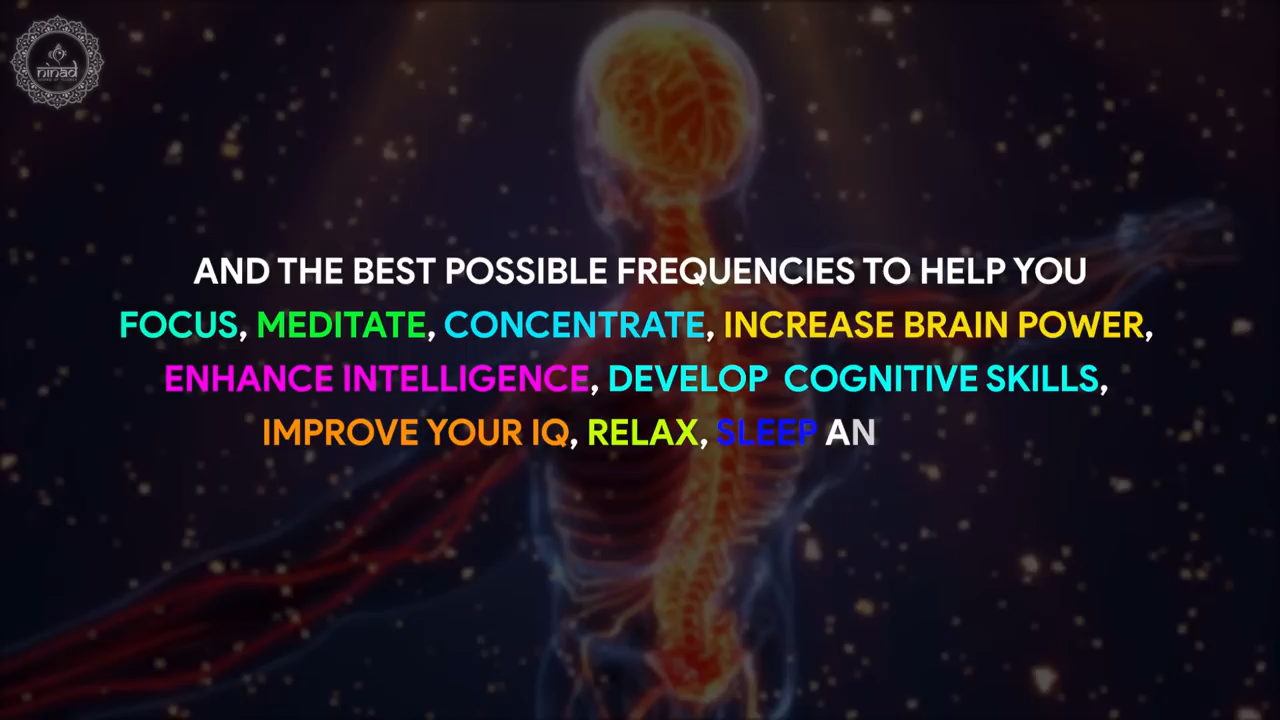 ninad
AND THE BEST POSSIBLE FREQUENCIES TO HELP YOU
FOCUS, MEDITATE, CONCENTRATE, INCREASE BRAIN POWER,
ENHANCE INTELLIGENCE, DEVELOP COGNITIVE SKILLS,
IMPROVE YOUR IQ, RELAX, SLEEP AN